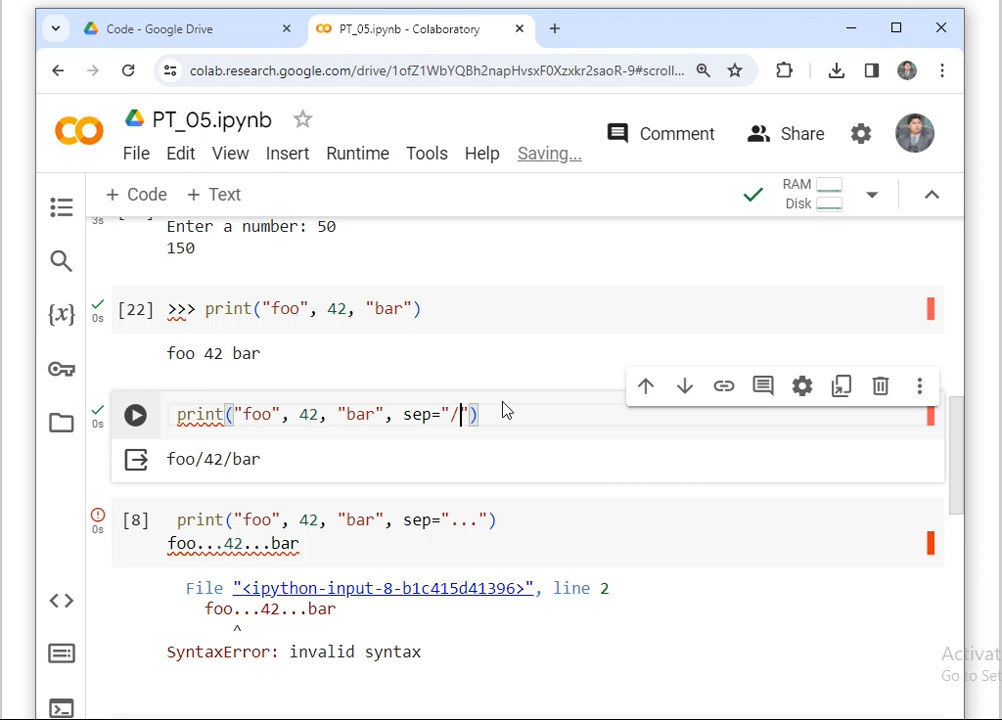 Code - Google Drive
PT_05.ipynb - Colaboratory
colab.research.google.com/drive/1ofZ1WbYQBh2napHvsxF0Xzxkr2saoR-9#scroll...
PT_05.ipynb
Comment
Share
File Edit View Insert Runtime Tools Help Saving...
+ Code + Text
RAM
Disk
3s
Enter a number: 50
150
0s
[22] >>> print("foo", 42, "bar")
foo 42 bar
0s
print("foo", 42, "bar", sep="/")
foo/42/bar
0s
[8] print("foo", 42, "bar", sep="...")
foo...42...bar
File "<ipython-input-8-b1c415d41396>", line 2
foo...42...bar
^
SyntaxError: invalid syntax
Activat
Go to Set